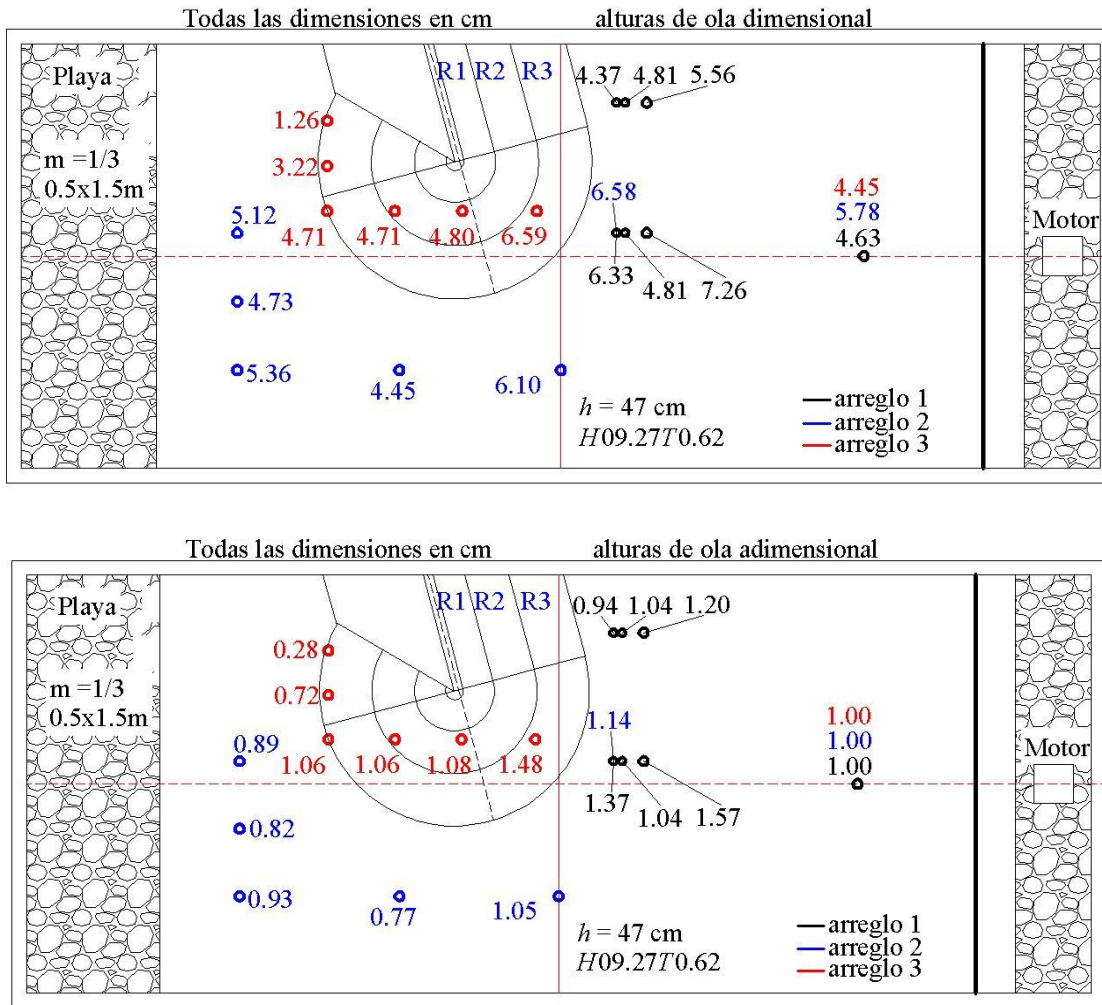 Todas las dimensiones en cm alturas de ola dimensional
Playa R1 R2 R3 4.37 4.81 5.56
1.26
m =1/3 3.22
0.5x1.5m
6.58 4.45
5.12 5.78 Motor
4.71 4.71 4.80 6.59 4.63
6.33 4.81 7.26
4.73
5.36 4.45 6.10
h = 47 cm arreglo 1
H09.27T0.62 arreglo 2
arreglo 3
Todas las dimensiones en cm alturas de ola adimensional
Playa R1 R2 R3 0.94 1.04 1.20
0.28
m =1/3 0.72
0.5x1.5m
1.00
0.89 1.14 1.00 Motor
1.06 1.06 1.08 1.48 1.00
1.37 1.04 1.57
0.82
0.93 0.77 1.05
h = 47 cm arreglo 1
H09.27T0.62 arreglo 2
arreglo 3